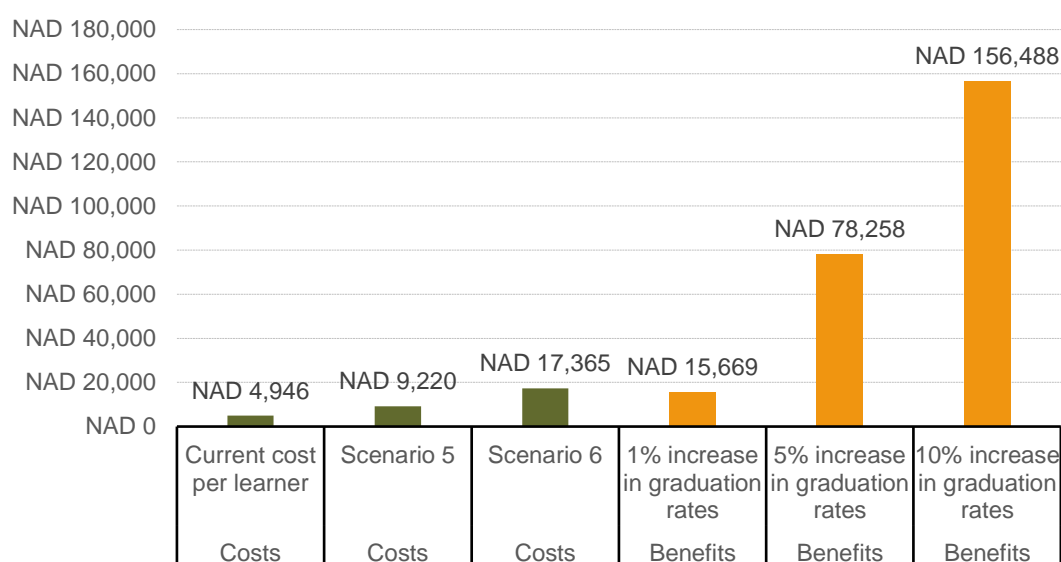 NAD 180,000
NAD 160,000
NAD 140,000
NAD 120,000
NAD 100,000
NAD 80,000
NAD 60,000
NAD 40,000
NAD 20,000
NAD 0
NAD 4,946
NAD 9,220
NAD 17,365
NAD 15,669
NAD 78,258
NAD 156,488
Current cost
per learner
Scenario 5
Scenario 6
1% increase
in graduation
rates
5% increase
in graduation
rates
10% increase
in graduation
rates
Costs
Costs
Costs
Benefits
Benefits
Benefits